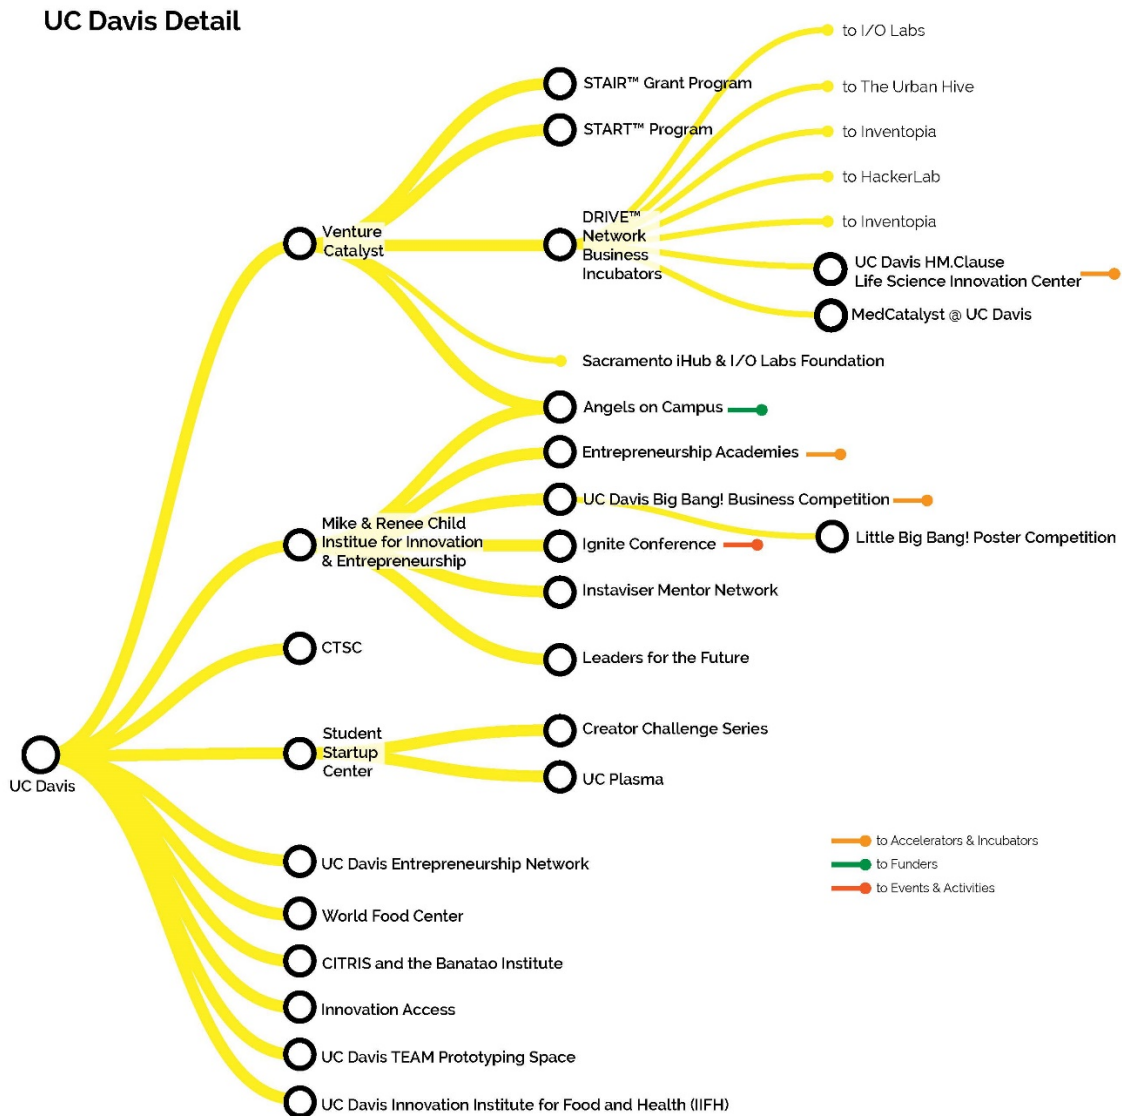 UC Davis Detail
to I/O Labs
STAIR™ Grant Program
to The Urban Hive
START™ Program
to Inventopia
to HackerLab
DRIVE™
Network
Business
Incubators
to Inventopia
Venture
Catalyst
UC Davis HM.Clause
Life Science Innovation Center
MedCatalyst @ UC Davis
Sacramento iHub & I/O Labs Foundation
Angels on Campus
Entrepreneurship Academies
UC Davis Big Bang! Business Competition
Mike & Renee Child
Institue for Innovation
& Entrepreneurship
Ignite Conference
Little Big Bang! Poster Competition
Instaviser Mentor Network
CTSC
Leaders for the Future
Student
Startup
Center
Creator Challenge Series
UC Plasma
UC Davis
to Accelerators & Incubators
to Funders
to Events & Activities
UC Davis Entrepreneurship Network
World Food Center
CITRIS and the Banatao Institute
Innovation Access
UC Davis TEAM Prototyping Space
UC Davis Innovation Institute for Food and Health (IIFH)